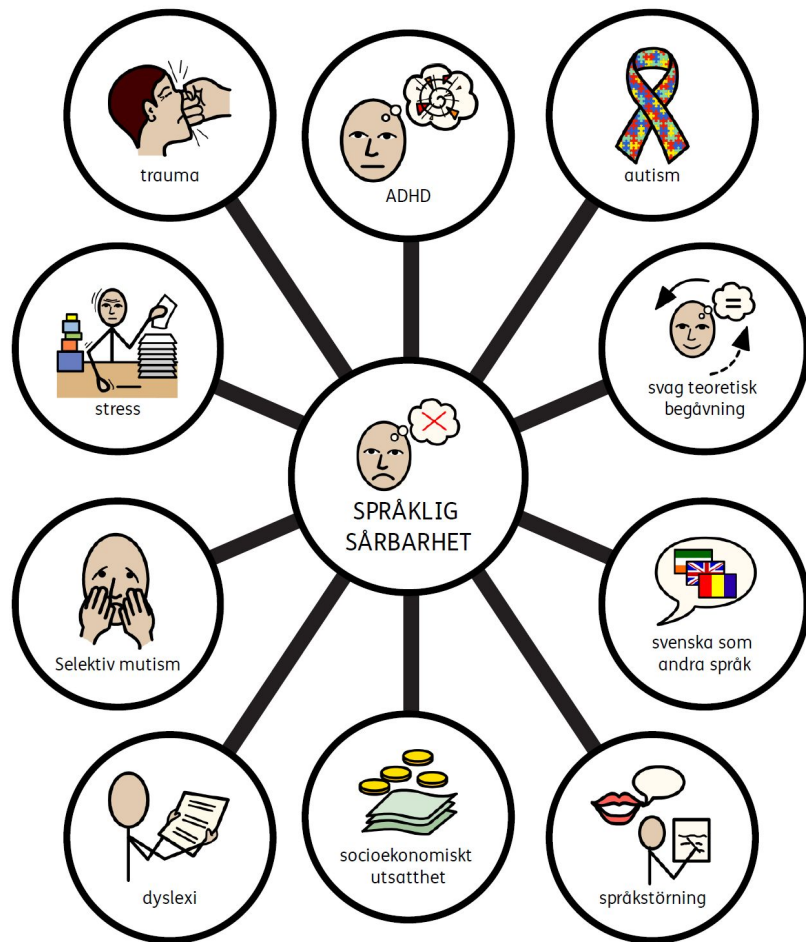 trauma
ADHD
autism
stress
svag teoretisk
begåvning
SPRÅKLIG
SÅRBARHET
Selektiv mutism
svenska som
andra språk
dyslexi
socioekonomiskt
utsatthet
språkstörning